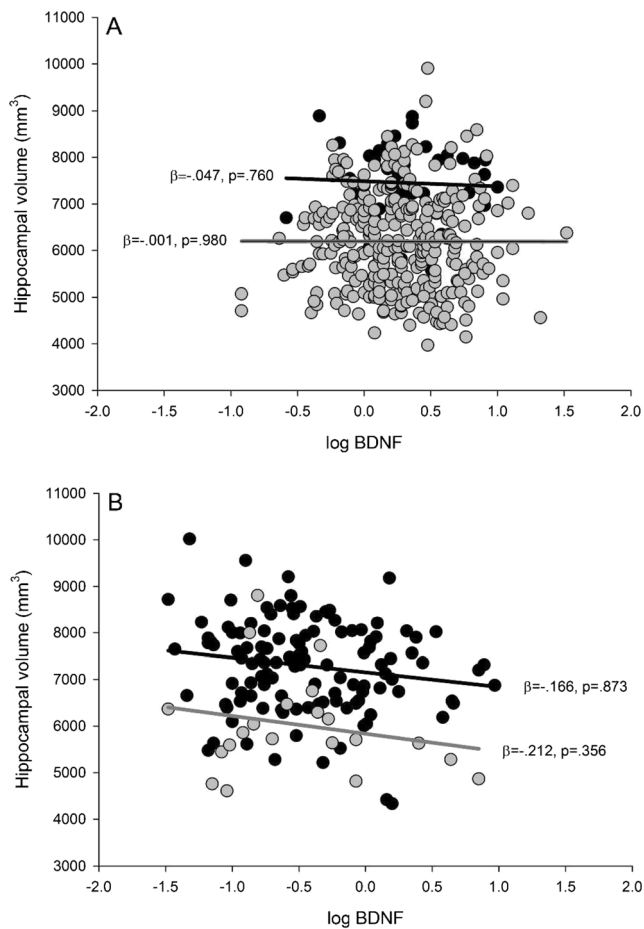 A
11000
10000
9000
8000
7000
6000
5000
4000
3000
Hippocampal volume (mm³)
β=-.047, p=.760
β=-.001, p=.980
-2.0 -1.5 -1.0 -0.5 0.0 0.5 1.0 1.5 2.0
log BDNF
B
11000
10000
9000
8000
7000
6000
5000
4000
3000
Hippocampal volume (mm³)
β=-.166, p=.873
β=-.212, p=.356
-2.0 -1.5 -1.0 -0.5 0.0 0.5 1.0 1.5 2.0
log BDNF